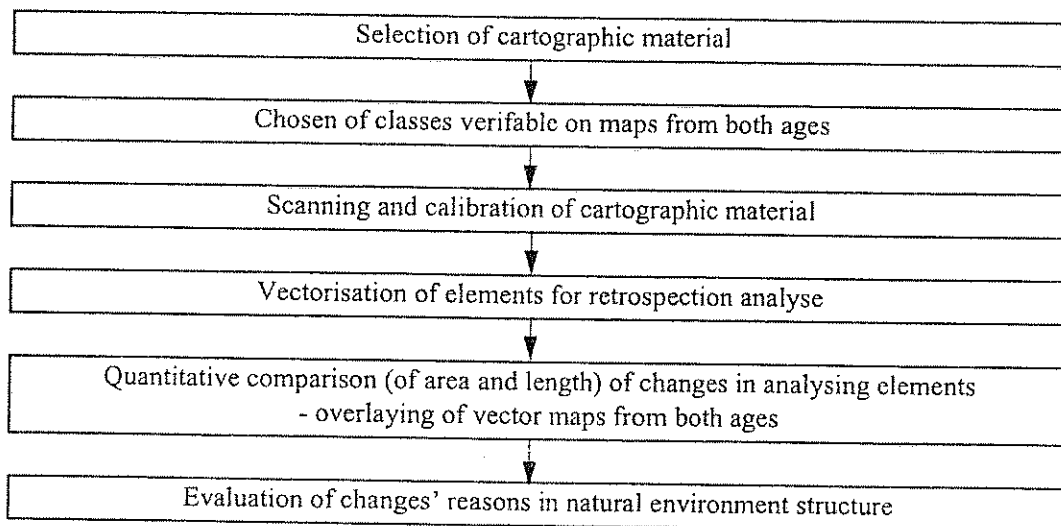 Selection of cartographic material
Chosen of classes verifable on maps from both ages
Scanning and calibration of cartographic material
Vectorisation of elements for retrospection analyse
Quantitative comparison (of area and length) of changes in analysing elements
- overlaying of vector maps from both ages
Evaluation of changes' reasons in natural environment structure